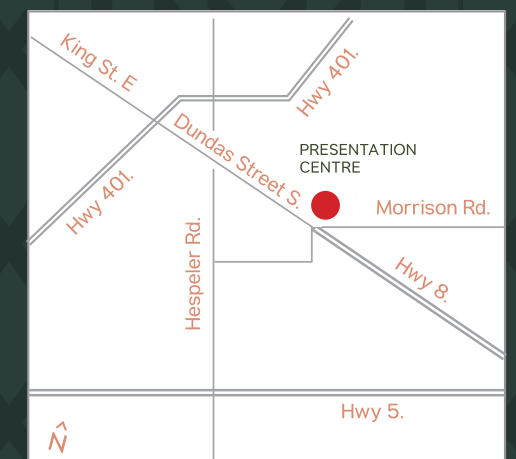 King St. E
Hwy 401.
Dundas Street S.
PRESENTATION
CENTRE
Hwy 401.
Morrison Rd.
Hespeler Rd.
Hwy 8.
Hwy 5.
N